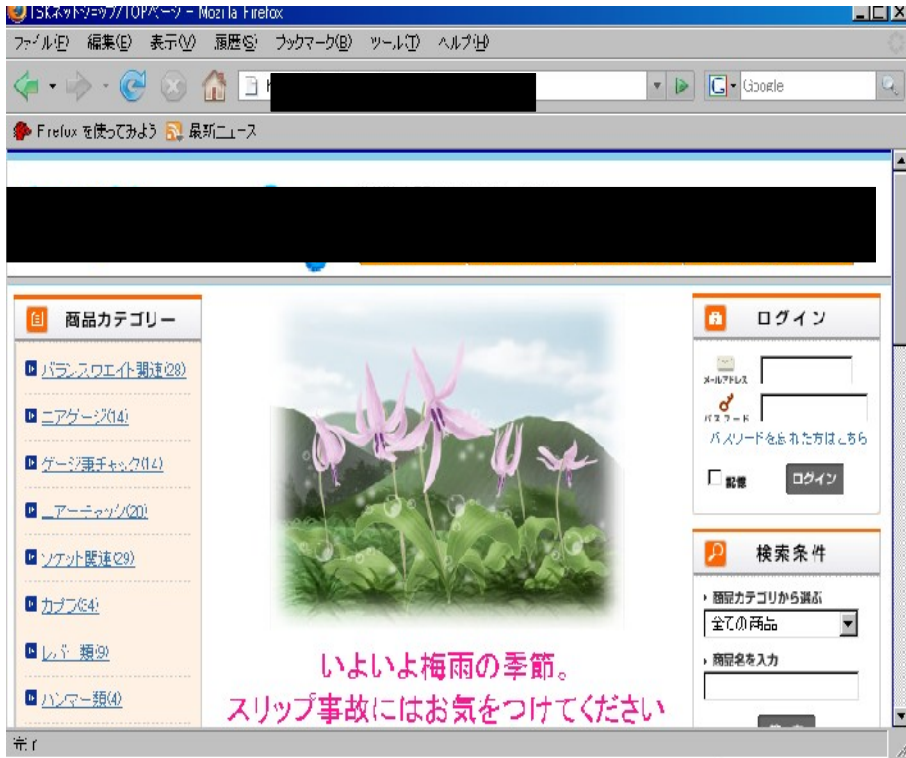 TSKネットショップ/TOPページ - Mozilla Firefox
ファイル(F) 編集(E) 表示(V) 履歴(S) ブックマーク(B) ツール(T) ヘルプ(H)
Google
Firefox を使ってみよう 最新ニュース
商品カテゴリー
バランスウエイト関連(28)
エアゲージ(14)
ゲージ兼チャック(14)
エアーチャック(20)
ソケット関連(29)
カプラ(34)
レバー類(9)
ハンマー類(4)
いよいよ梅雨の季節。
スリップ事故にはお気をつけてください
ログイン
メールアドレス
パスワード
パスワードを忘れた方はこちら
記憶
ログイン
検索条件
商品カテゴリから選ぶ
全ての商品
商品名を入力
完了